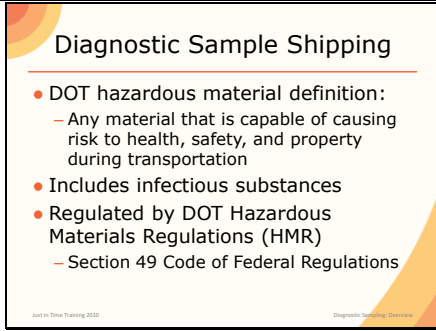 Diagnostic Sample Shipping
• DOT hazardous material definition:
– Any material that is capable of causing
risk to health, safety, and property
during transportation
• Includes infectious substances
• Regulated by DOT Hazardous
Materials Regulations (HMR)
– Section 49 Code of Federal Regulations
Just In Time Training 2010
Diagnostic Sampling: Overview